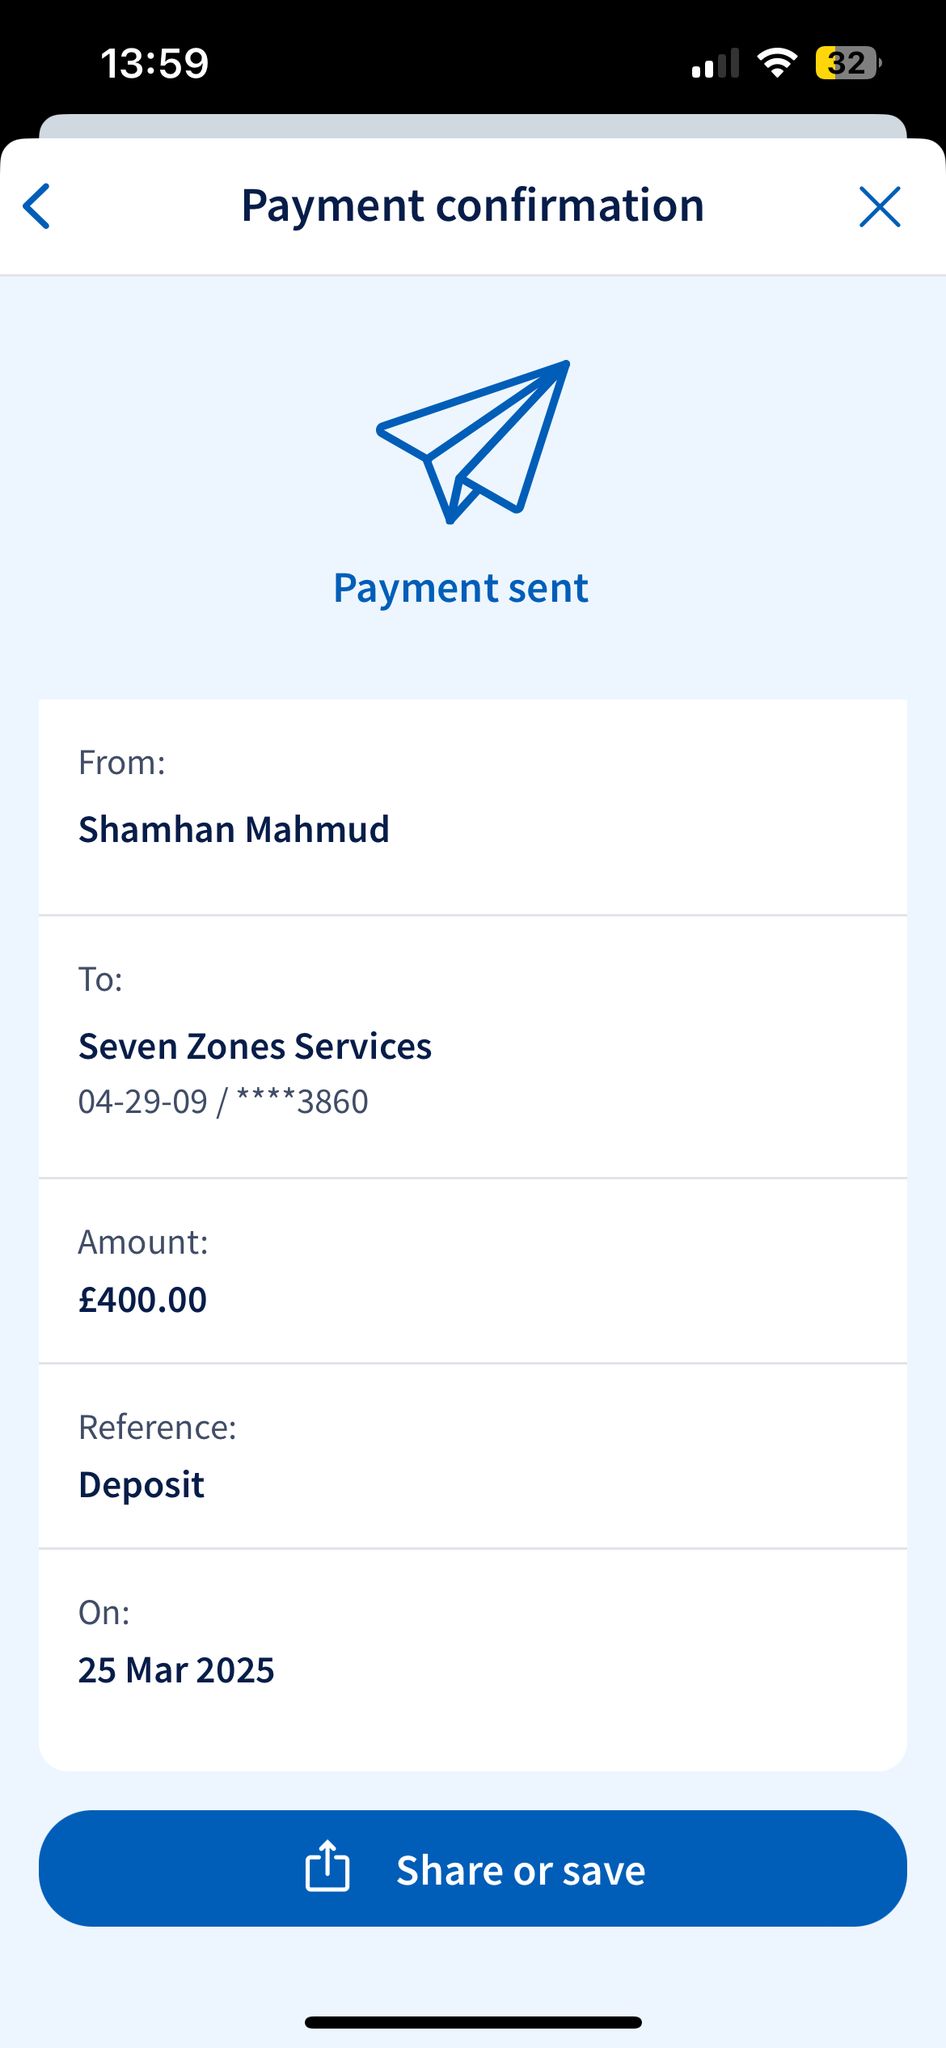 13:59
32
Payment confirmation
Payment sent
From:
Shamhan Mahmud
To:
Seven Zones Services
04-29-09 / ****3860
Amount:
£400.00
Reference:
Deposit
On:
25 Mar 2025
Share or save